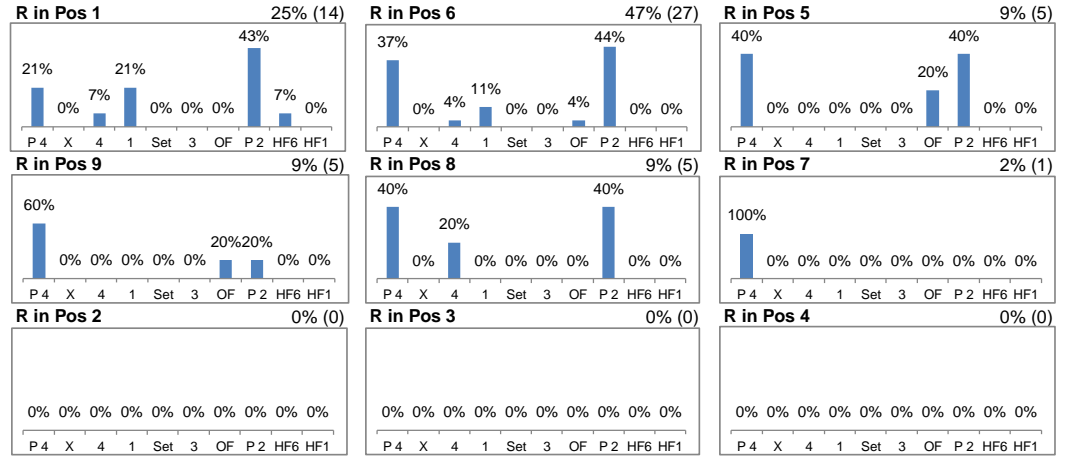 R in Pos 1 25% (14)
43%
21% 21%
0% 7% 0% 0% 0% 7% 0%
P 4 X 4 1 Set 3 OF P 2 HF6 HF1
R in Pos 6 47% (27)
37% 44%
0% 4% 11% 0% 0% 4% 0% 0%
P 4 X 4 1 Set 3 OF P 2 HF6 HF1
R in Pos 5 9% (5)
40% 40%
20%
0% 0% 0% 0% 0% 0% 0%
P 4 X 4 1 Set 3 OF P 2 HF6 HF1
R in Pos 9 9% (5)
60%
20% 20%
0% 0% 0% 0% 0% 0% 0%
P 4 X 4 1 Set 3 OF P 2 HF6 HF1
R in Pos 8 9% (5)
40% 40%
20%
0% 0% 0% 0% 0% 0% 0%
P 4 X 4 1 Set 3 OF P 2 HF6 HF1
R in Pos 7 2% (1)
100%
0% 0% 0% 0% 0% 0% 0% 0% 0%
P 4 X 4 1 Set 3 OF P 2 HF6 HF1
R in Pos 2 0% (0)
0% 0% 0% 0% 0% 0% 0% 0% 0% 0%
P 4 X 4 1 Set 3 OF P 2 HF6 HF1
R in Pos 3 0% (0)
0% 0% 0% 0% 0% 0% 0% 0% 0% 0%
P 4 X 4 1 Set 3 OF P 2 HF6 HF1
R in Pos 4 0% (0)
0% 0% 0% 0% 0% 0% 0% 0% 0% 0%
P 4 X 4 1 Set 3 OF P 2 HF6 HF1